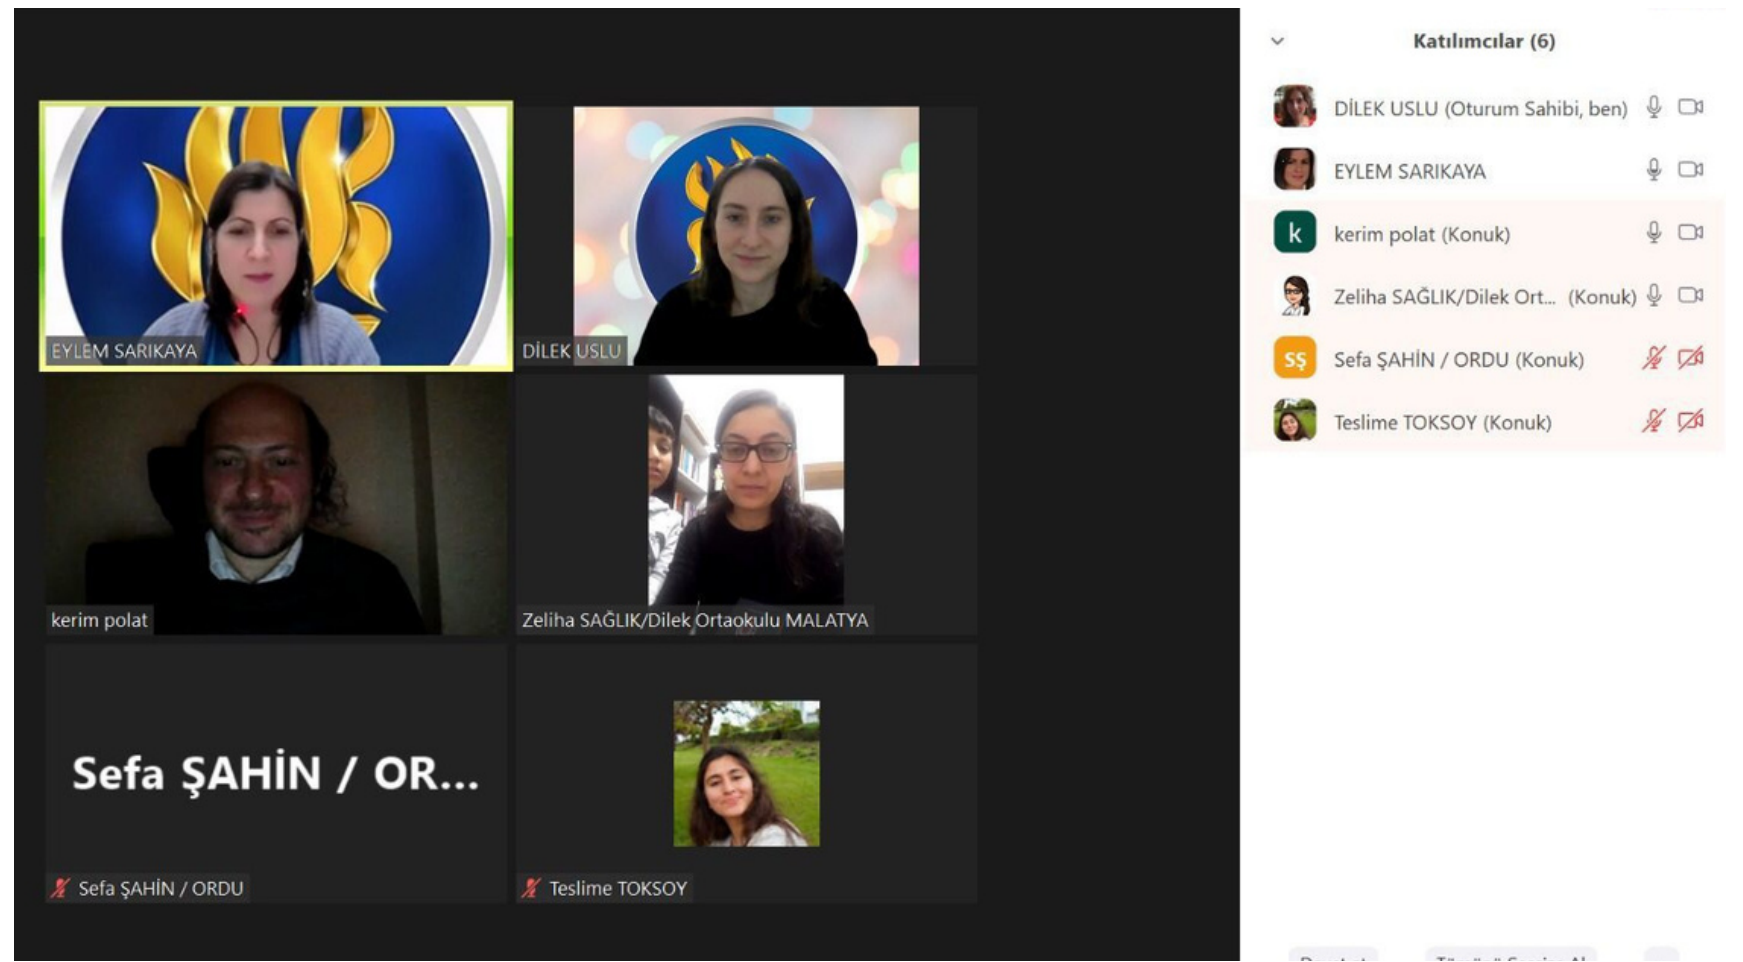 EYLEM SARIKAYA
DİLEK USLU
kerim polat
Zeliha SAĞLIK/Dilek Ortaokulu MALATYA
Sefa ŞAHİN / OR...
Sefa ŞAHİN / ORDU
Teslime TOKSOY
Katılımcılar (6)
DİLEK USLU (Oturum Sahibi, ben)
EYLEM SARIKAYA
k
kerim polat (Konuk)
Zeliha SAĞLIK/Dilek Ort... (Konuk)
SŞ
Sefa ŞAHİN / ORDU (Konuk)
Teslime TOKSOY (Konuk)